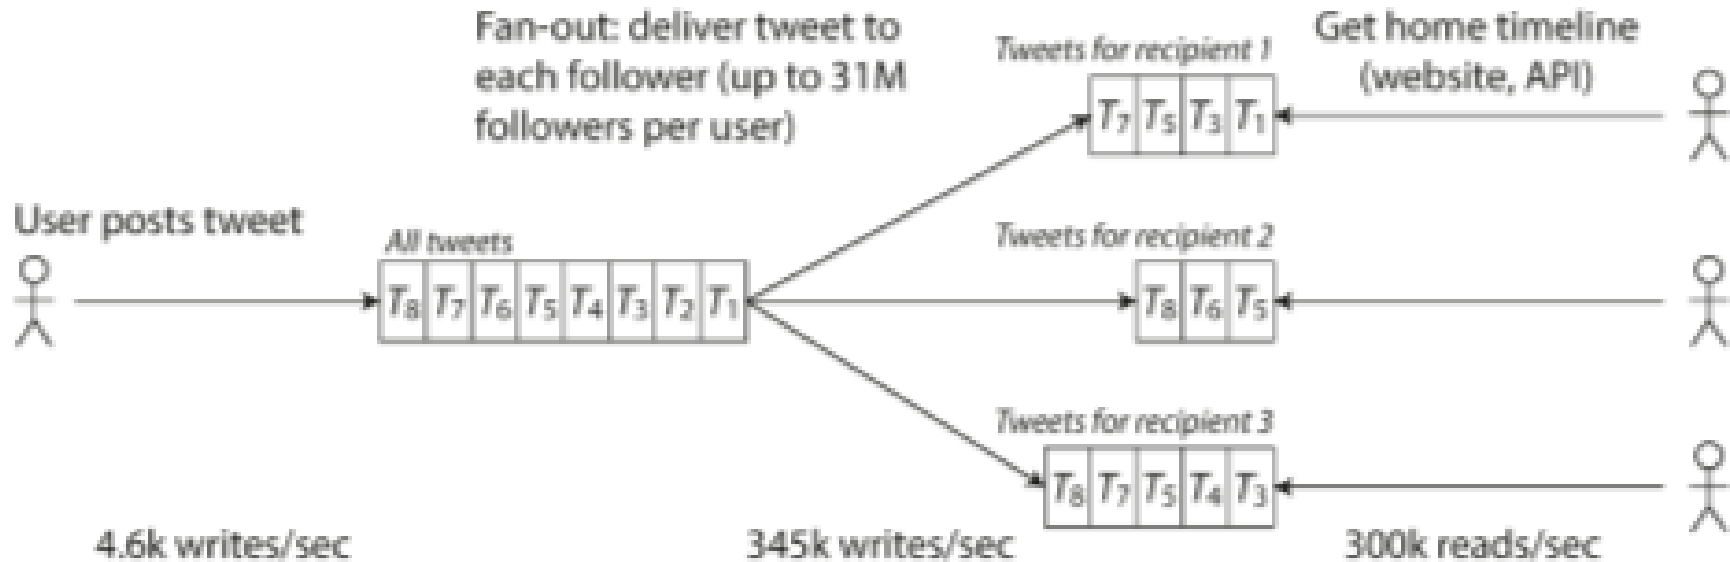 Fan-out: deliver tweet to
each follower (up to 31M
followers per user)
Tweets for recipient 1
Get home timeline
(website, API)
T₇ T₅ T₃ T₁
User posts tweet
All tweets
T₈ T₇ T₆ T₅ T₄ T₃ T₂ T₁
Tweets for recipient 2
T₈ T₆ T₅
Tweets for recipient 3
T₈ T₇ T₅ T₄ T₃
4.6k writes/sec
345k writes/sec
300k reads/sec